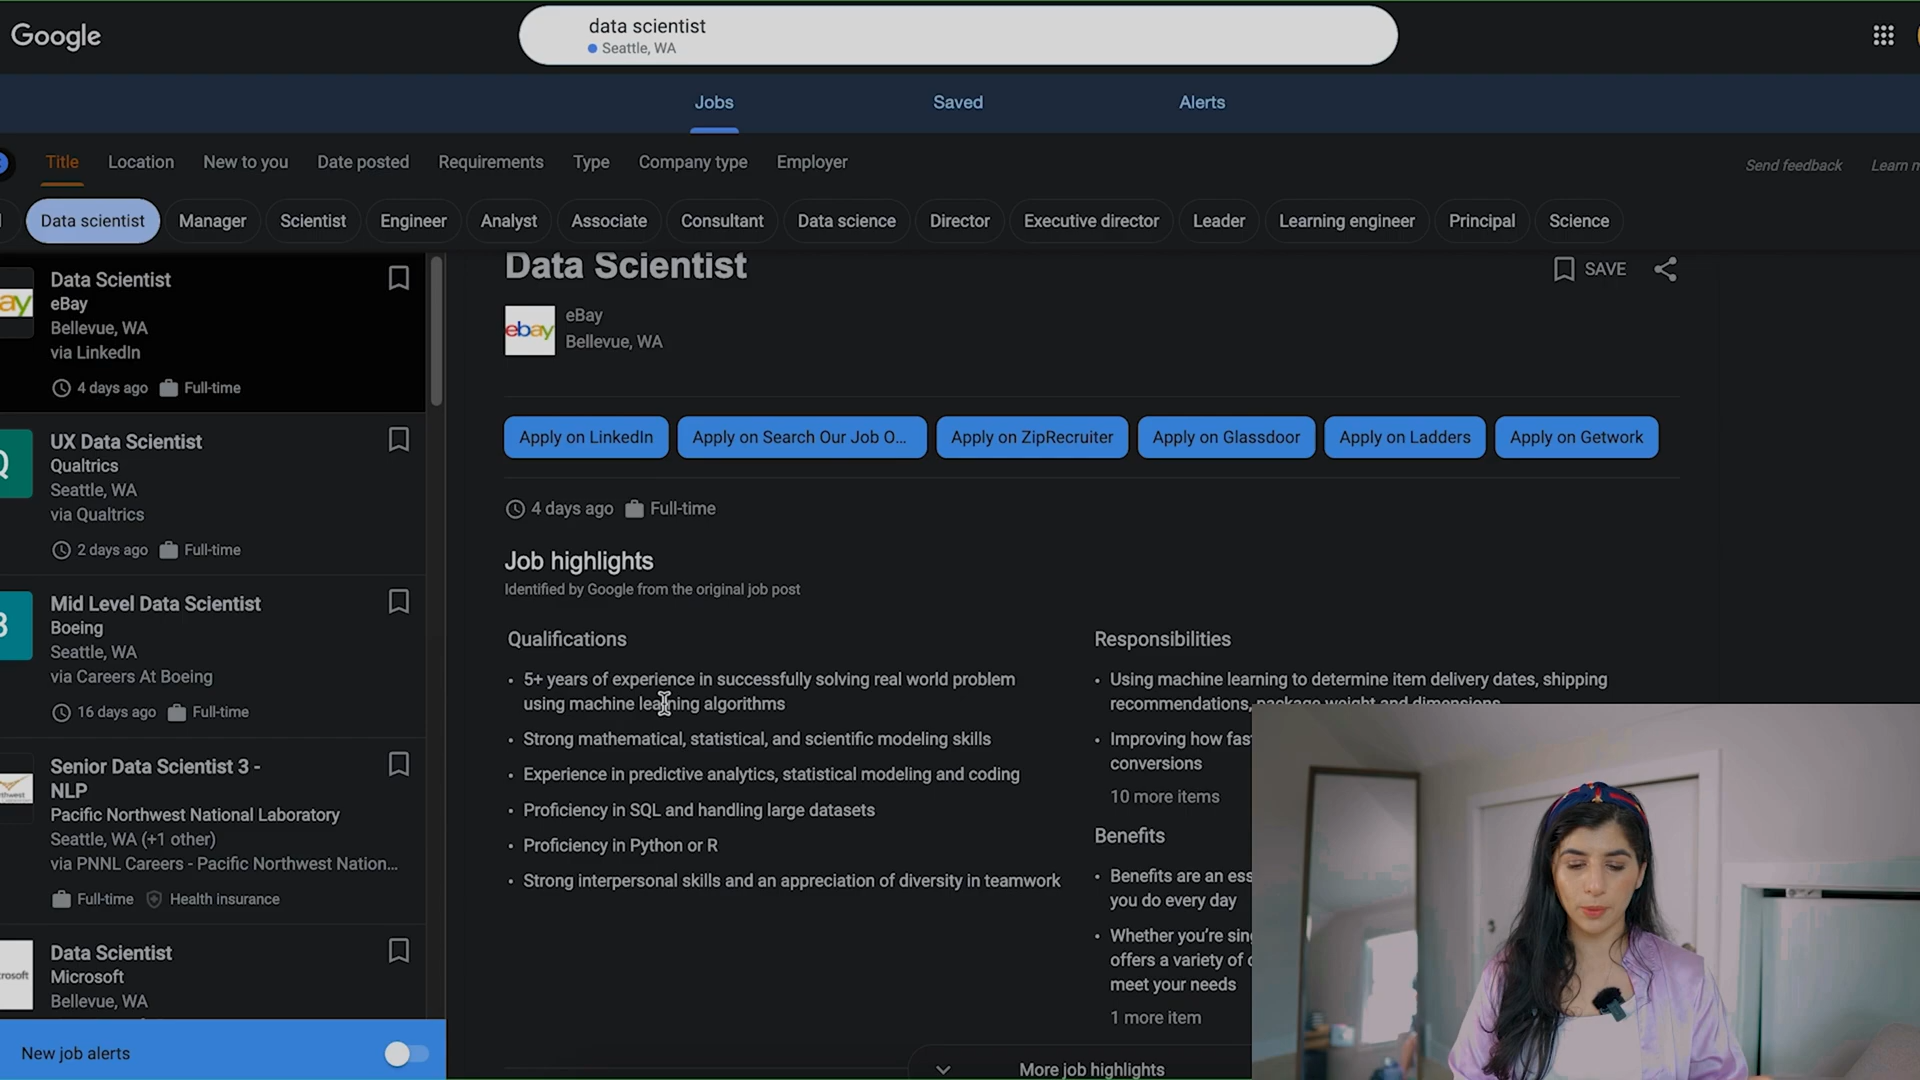 Google
data scientist
Seattle, WA
Jobs
Saved
Alerts
Title
Location
New to you
Date posted
Requirements
Type
Company type
Employer
Send feedback
Learn
Data scientist
Manager
Scientist
Engineer
Analyst
Associate
Consultant
Data science
Director
Executive director
Leader
Learning engineer
Principal
Science
Data Scientist
eBay
Bellevue, WA
via LinkedIn
4 days ago
Full-time
UX Data Scientist
Qualtrics
Seattle, WA
via Qualtrics
2 days ago
Full-time
Mid Level Data Scientist
Boeing
Seattle, WA
via Careers At Boeing
16 days ago
Full-time
Senior Data Scientist 3 -
NLP
Pacific Northwest National Laboratory
Seattle, WA (+1 other)
via PNNL Careers - Pacific Northwest Nation...
Full-time
Health insurance
Data Scientist
Microsoft
Bellevue, WA
New job alerts
Data Scientist
SAVE
ebay
eBay
Bellevue, WA
Apply on LinkedIn
Apply on Search Our Job O...
Apply on ZipRecruiter
Apply on Glassdoor
Apply on Ladders
Apply on Getwork
4 days ago
Full-time
Job highlights
Identified by Google from the original job post
Qualifications
• 5+ years of experience in successfully solving real world problem
using machine learning algorithms
• Strong mathematical, statistical, and scientific modeling skills
• Experience in predictive analytics, statistical modeling and coding
• Proficiency in SQL and handling large datasets
• Proficiency in Python or R
• Strong interpersonal skills and an appreciation of diversity in teamwork
Responsibilities
• Using machine learning to determine item delivery dates, shipping
recommendations, package weight and dimensions
• Improving how fas
conversions
10 more items
Benefits
• Benefits are an ess
you do every day
• Whether you're sin
offers a variety of
meet your needs
1 more item
More job highlights